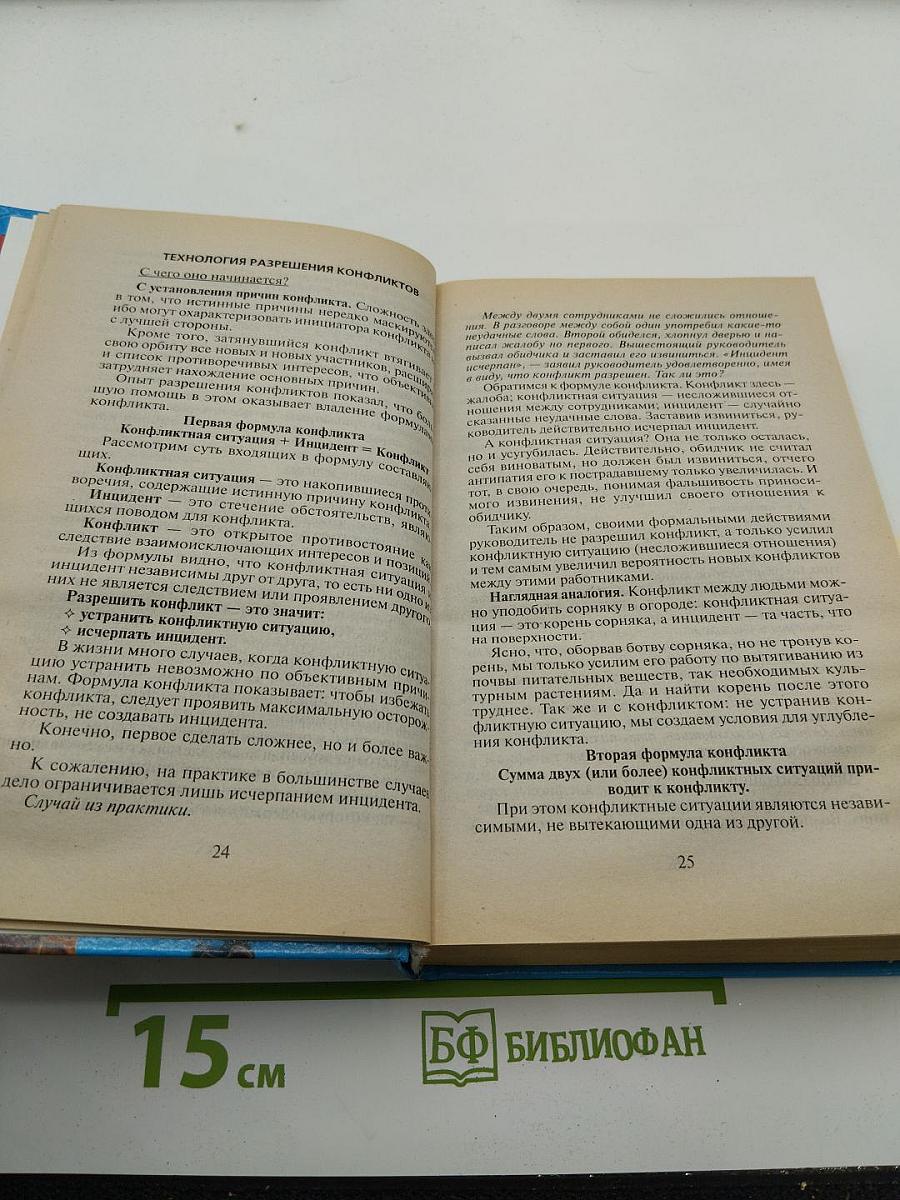 ТЕХНОЛОГИЯ РАЗРЕШЕНИЯ КОНФЛИКТОВ
С чего оно начинается?
С установления причин конфликта. Сложность
в том, что истинные причины нередко маскируются,
ибо могут охарактеризовать инициатора конфликта
с лучшей стороны.
Кроме того, затянувшийся конфликт втягивает
свою орбиту все новых и новых участников, расширяя
и список противоречивых интересов, что объективно
затрудняет нахождение основных причин.
Опыт разрешения конфликтов показал, что боль-
шую помощь в этом оказывает владение формулами
конфликта.
Первая формула конфликта
Конфликтная ситуация + Инцидент = Конфликт
Рассмотрим суть входящих в формулу составляю-
щих.
Конфликтная ситуация — это накопившиеся проти-
воречия, содержащие истинную причину конфликта.
Инцидент — это стечение обстоятельств, являю-
щихся поводом для конфликта.
Конфликт — это открытое противостояние как
следствие взаимоисключающих интересов и позиций.
Из формулы видно, что конфликтная ситуация и
инцидент независимы друг от друга, то есть ни одно из
них не является следствием или проявлением другого.
Разрешить конфликт — это значит:
✧ устранить конфликтную ситуацию,
✧ исчерпать инцидент.
В жизни много случаев, когда конфликтную ситуа-
цию устранить невозможно по объективным причи-
нам. Формула конфликта показывает: чтобы избежать
конфликта, следует проявить максимальную осторож-
ность, не создавать инцидента.
Конечно, первое сделать сложнее, но и более важ-
но.
К сожалению, на практике в большинстве случаев
дело ограничивается лишь исчерпанием инцидента.
Случай из практики.
24
Между двумя сотрудниками не сложились отноше-
ния. В разговоре между собой один употребил какие-то
неудачные слова. Второй обиделся, хлопнул дверью и на-
писал жалобу но первого. Вышестоящий руководитель
вызвал обидчика и заставил его извиниться. «Инцидент
исчерпан», — заявил руководитель удовлетворенно, имея
в виду, что конфликт разрешен. Так ли это?
Обратимся к формуле конфликта. Конфликт здесь —
жалоба; конфликтная ситуация — несложившиеся от-
ношения между сотрудниками; инцидент — случайно
сказанные неудачные слова. Заставив извиниться, ру-
ководитель действительно исчерпал инцидент.
А конфликтная ситуация? Она не только осталась,
но и усугубилась. Действительно, обидчик не считал
себя виноватым, но должен был извиниться, отчего
антипатия его к пострадавшему только увеличилась. И
тот, в свою очередь, понимая фальшивость приноси-
мого извинения, не улучшил своего отношения к
обидчику.
Таким образом, своими формальными действиями
руководитель не разрешил конфликт, а только усилил
конфликтную ситуацию (несложившиеся отношения)
и тем самым увеличил вероятность новых конфликтов
между этими работниками.
Наглядная аналогия. Конфликт между людьми мож-
но уподобить сорняку в огороде: конфликтная ситуа-
ция — это корень сорняка, а инцидент — та часть, что
на поверхности.
Ясно, что, оборвав ботву сорняка, но не тронув ко-
рень, мы только усилим его работу по вытягиванию из
почвы питательных веществ, так необходимых куль-
турным растениям. Да и найти корень после этого
труднее. Так же и с конфликтом: не устранив кон-
фликтную ситуацию, мы создаем условия для углубле-
ния конфликта.
Вторая формула конфликта
Сумма двух (или более) конфликтных ситуаций при-
водит к конфликту.
При этом конфликтные ситуации являются незави-
симыми, не вытекающими одна из другой.
25
15 см
БФ БИБЛИОФАН